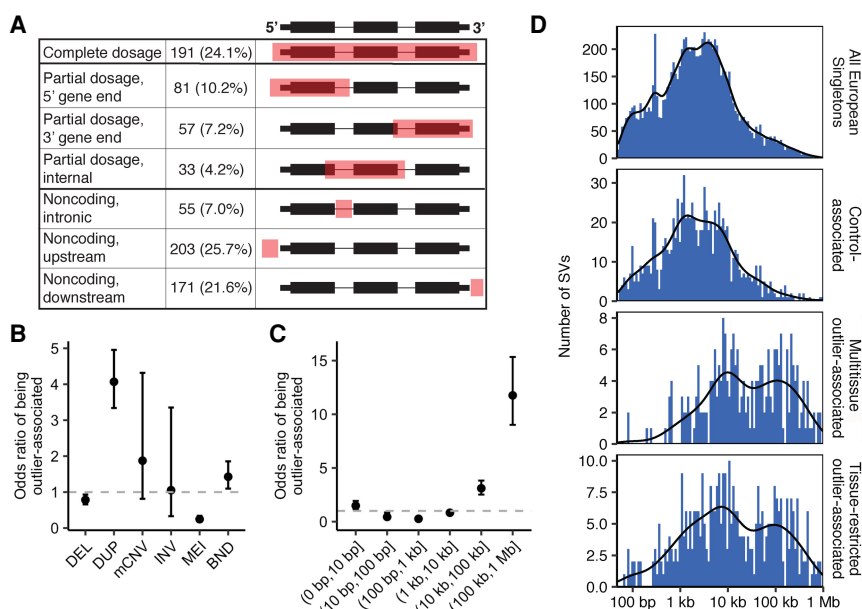 A
5' 3'
Complete dosage 191 (24.1%)
Partial dosage, 5' gene end 81 (10.2%)
Partial dosage, 3' gene end 57 (7.2%)
Partial dosage, internal 33 (4.2%)
Noncoding, intronic 55 (7.0%)
Noncoding, upstream 203 (25.7%)
Noncoding, downstream 171 (21.6%)
B
Odds ratio of being
outlier-associated
5
4
3
2
1
0
DEL DUP mCNV INV MEI BND
C
Odds ratio of being
outlier-associated
15
10
5
0
(0 bp, 10 bp]
(10 bp, 100 bp]
(100 bp, 1 kb]
(1 kb, 10 kb]
(10 kb, 100 kb]
(100 kb, 1 Mb]
D
Number of SVs
200
150
100
50
0
All European
Singletons
30
20
10
0
Control-
associated
8
6
4
2
0
Multitissue
outlier-associated
10.0
7.5
5.0
2.5
0.0
Tissue-restricted
outlier-associated
100 bp 1 kb 10 kb 100 kb 1 Mb